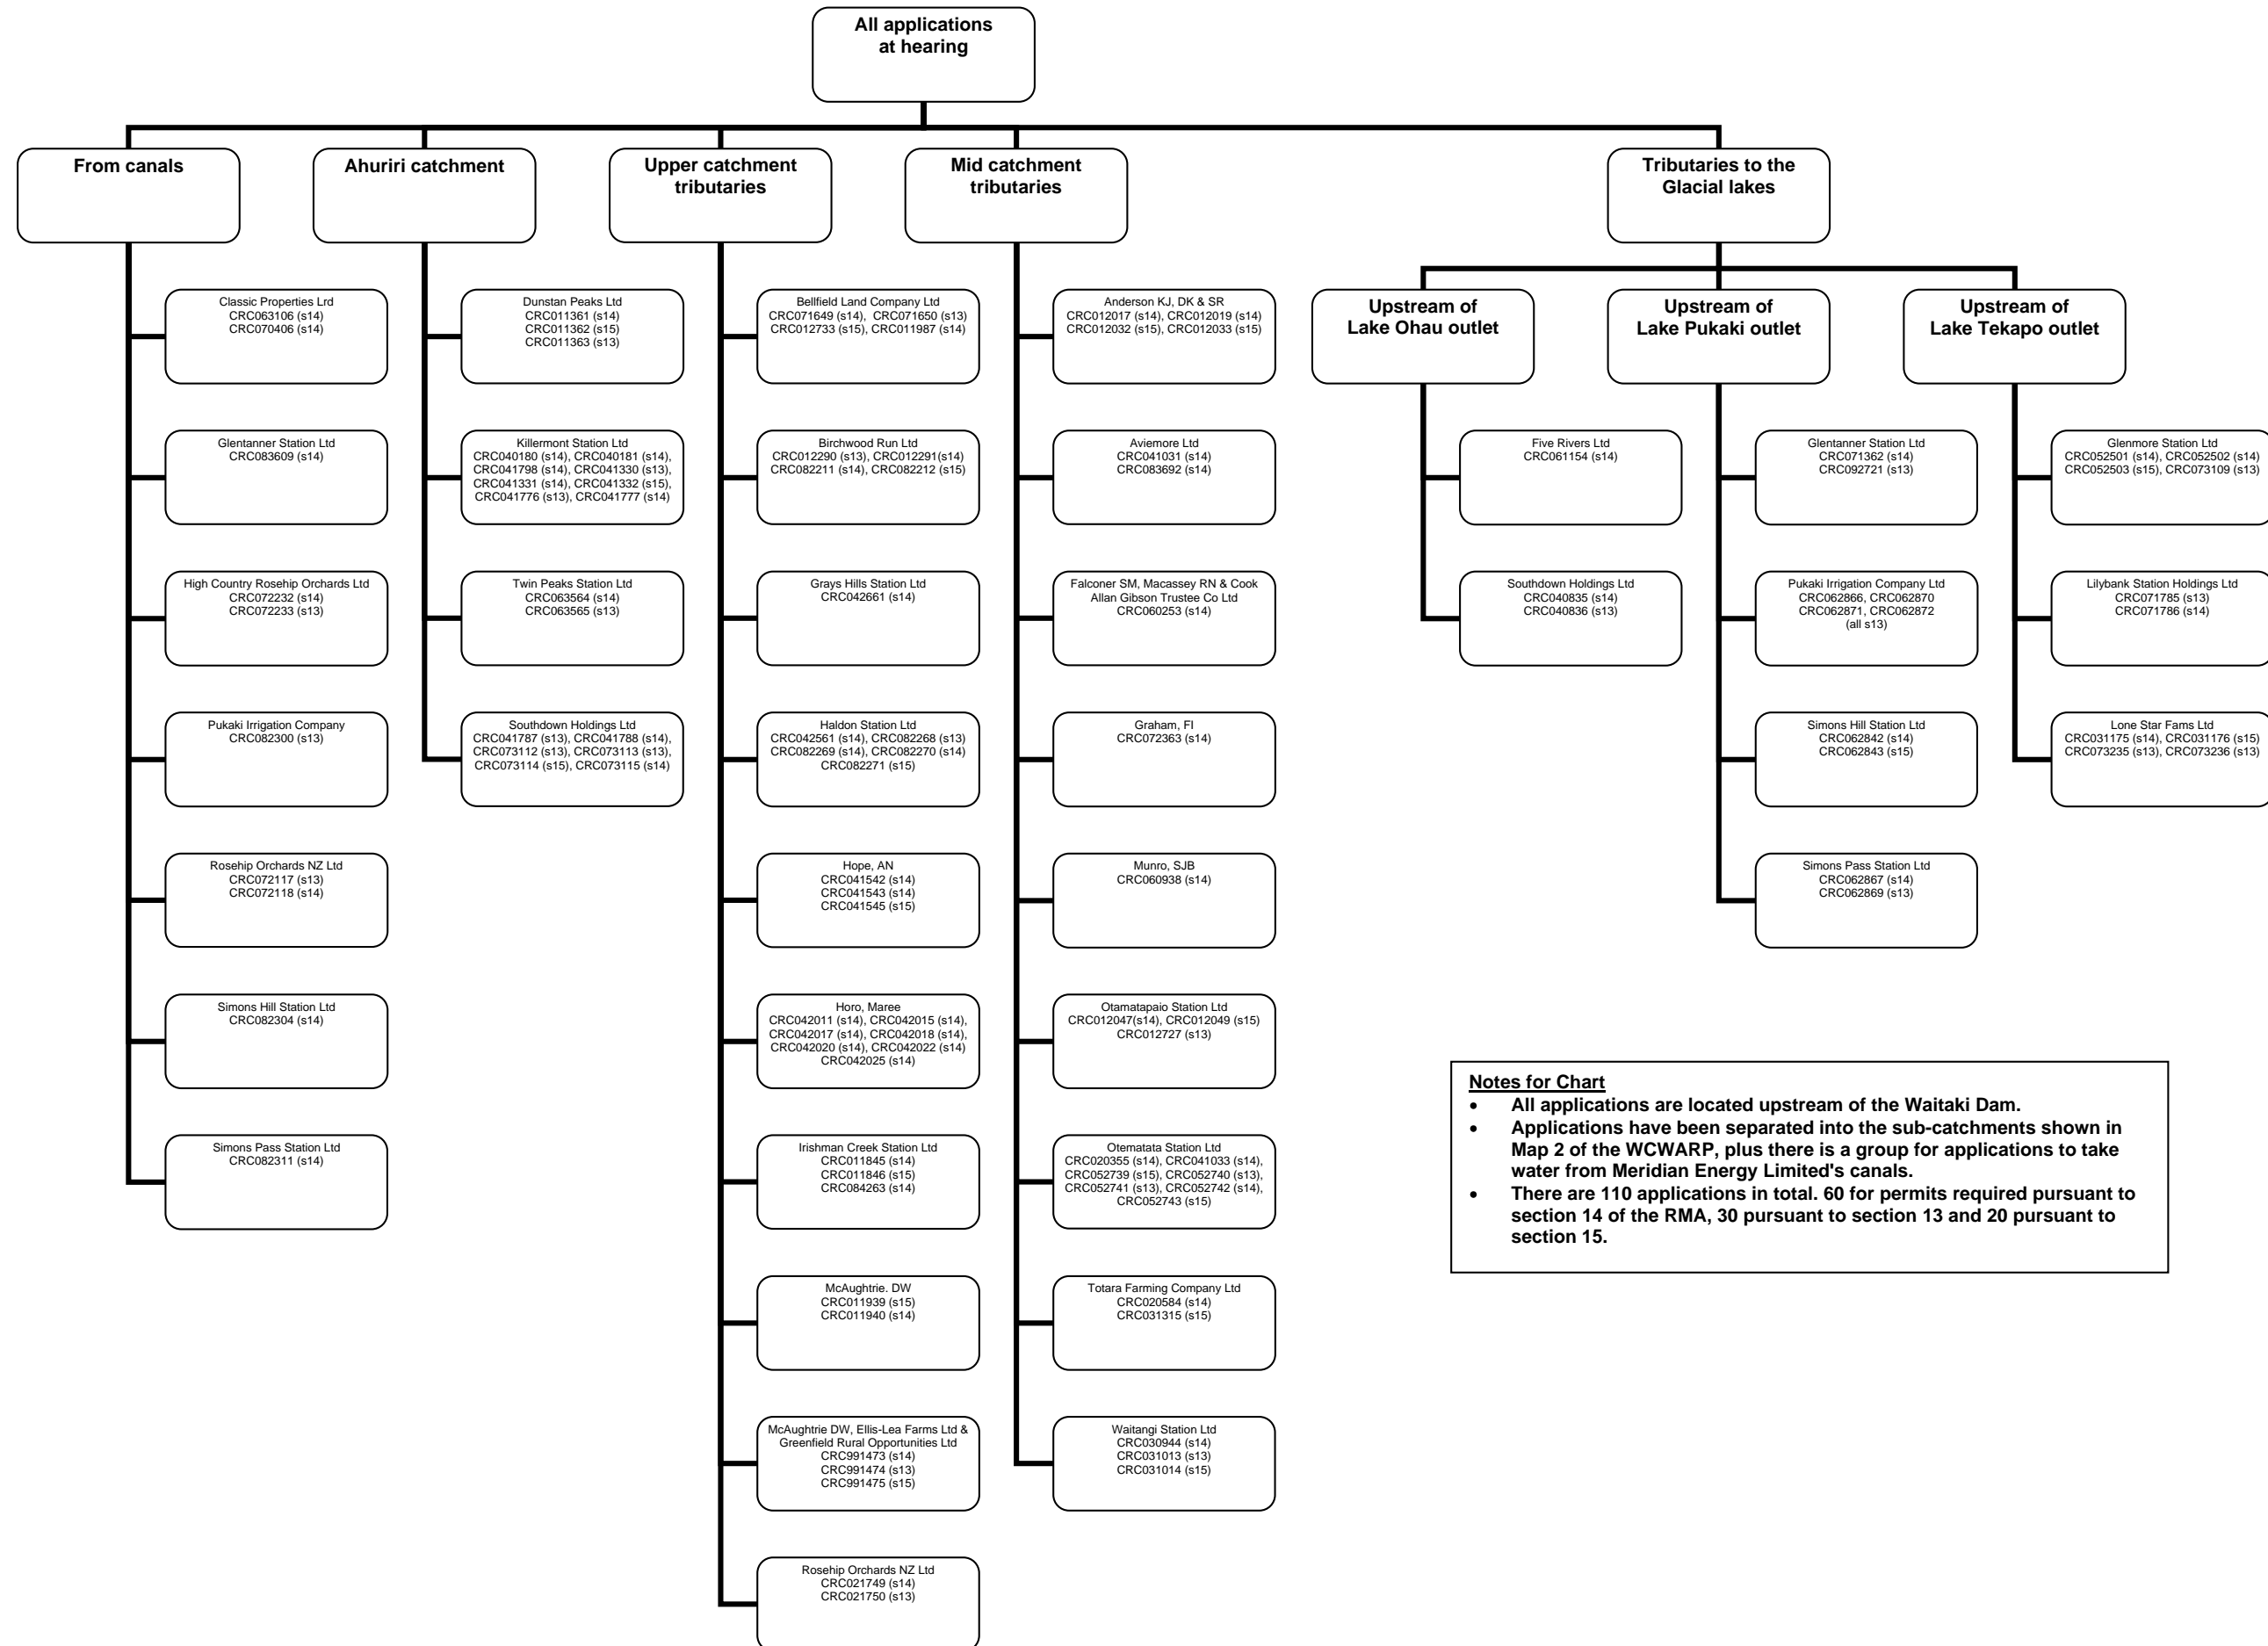 All applications
at hearing
From canals
Ahuriri catchment
Upper catchment
tributaries
Mid catchment
tributaries
Tributaries to the
Glacial lakes
Classic Properties Lrd
CRC063106 (s14)
CRC070406 (s14)
Glentanner Station Ltd
CRC083609 (s14)
High Country Rosehip Orchards Ltd
CRC072232 (s14)
CRC072233 (s13)
Pukaki Irrigation Company
CRC082300 (s13)
Rosehip Orchards NZ Ltd
CRC072117 (s13)
CRC072118 (s14)
Simons Hill Station Ltd
CRC082304 (s14)
Simons Pass Station Ltd
CRC082311 (s14)
Dunstan Peaks Ltd
CRC011361 (s14)
CRC011362 (s15)
CRC011363 (s13)
Killermont Station Ltd
CRC040180 (s14), CRC040181 (s14),
CRC041798 (s14), CRC041330 (s13),
CRC041331 (s14), CRC041332 (s15),
CRC041776 (s13), CRC041777 (s14)
Twin Peaks Station Ltd
CRC063564 (s14)
CRC063565 (s13)
Southdown Holdings Ltd
CRC041787 (s13), CRC041788 (s14),
CRC073112 (s13), CRC073113 (s13),
CRC073114 (s15), CRC073115 (s14)
Bellfield Land Company Ltd
CRC071649 (s14), CRC071650 (s13)
CRC012733 (s15), CRC011987 (s14)
Birchwood Run Ltd
CRC012290 (s13), CRC012291(s14)
CRC082211 (s14), CRC082212 (s15)
Grays Hills Station Ltd
CRC042661 (s14)
Haldon Station Ltd
CRC042561 (s14), CRC082268 (s13)
CRC082269 (s14), CRC082270 (s14)
CRC082271 (s15)
Hope, AN
CRC041542 (s14)
CRC041543 (s14)
CRC041545 (s15)
Horo, Maree
CRC042011 (s14), CRC042015 (s14),
CRC042017 (s14), CRC042018 (s14),
CRC042020 (s14), CRC042022 (s14)
CRC042025 (s14)
Irishman Creek Station Ltd
CRC011845 (s14)
CRC011846 (s15)
CRC084263 (s14)
McAughtrie. DW
CRC011939 (s15)
CRC011940 (s14)
McAughtrie DW, Ellis-Lea Farms Ltd &
Greenfield Rural Opportunities Ltd
CRC991473 (s14)
CRC991474 (s13)
CRC991475 (s15)
Rosehip Orchards NZ Ltd
CRC021749 (s14)
CRC021750 (s13)
Anderson KJ, DK & SR
CRC012017 (s14), CRC012019 (s14)
CRC012032 (s15), CRC012033 (s15)
Aviemore Ltd
CRC041031 (s14)
CRC083692 (s14)
Falconer SM, Macassey RN & Cook
Allan Gibson Trustee Co Ltd
CRC060253 (s14)
Graham, FI
CRC072363 (s14)
Munro, SJB
CRC060938 (s14)
Otamatapaio Station Ltd
CRC012047(s14), CRC012049 (s15)
CRC012727 (s13)
Otematata Station Ltd
CRC020355 (s14), CRC041033 (s14),
CRC052739 (s15), CRC052740 (s13),
CRC052741 (s13), CRC052742 (s14),
CRC052743 (s15)
Totara Farming Company Ltd
CRC020584 (s14)
CRC031315 (s15)
Waitangi Station Ltd
CRC030944 (s14)
CRC031013 (s13)
CRC031014 (s15)
Upstream of
Lake Ohau outlet
Five Rivers Ltd
CRC061154 (s14)
Southdown Holdings Ltd
CRC040835 (s14)
CRC040836 (s13)
Upstream of
Lake Pukaki outlet
Glentanner Station Ltd
CRC071362 (s14)
CRC092721 (s13)
Pukaki Irrigation Company Ltd
CRC062866, CRC062870
CRC062871, CRC062872
(all s13)
Simons Hill Station Ltd
CRC062842 (s14)
CRC062843 (s15)
Simons Pass Station Ltd
CRC062867 (s14)
CRC062869 (s13)
Upstream of
Lake Tekapo outlet
Glenmore Station Ltd
CRC052501 (s14), CRC052502 (s14)
CRC052503 (s15), CRC073109 (s13)
Lilybank Station Holdings Ltd
CRC071785 (s13)
CRC071786 (s14)
Lone Star Fams Ltd
CRC031175 (s14), CRC031176 (s15)
CRC073235 (s13), CRC073236 (s13)
Notes for Chart
• All applications are located upstream of the Waitaki Dam.
• Applications have been separated into the sub-catchments shown in
Map 2 of the WCWARP, plus there is a group for applications to take
water from Meridian Energy Limited's canals.
• There are 110 applications in total. 60 for permits required pursuant to
section 14 of the RMA, 30 pursuant to section 13 and 20 pursuant to
section 15.